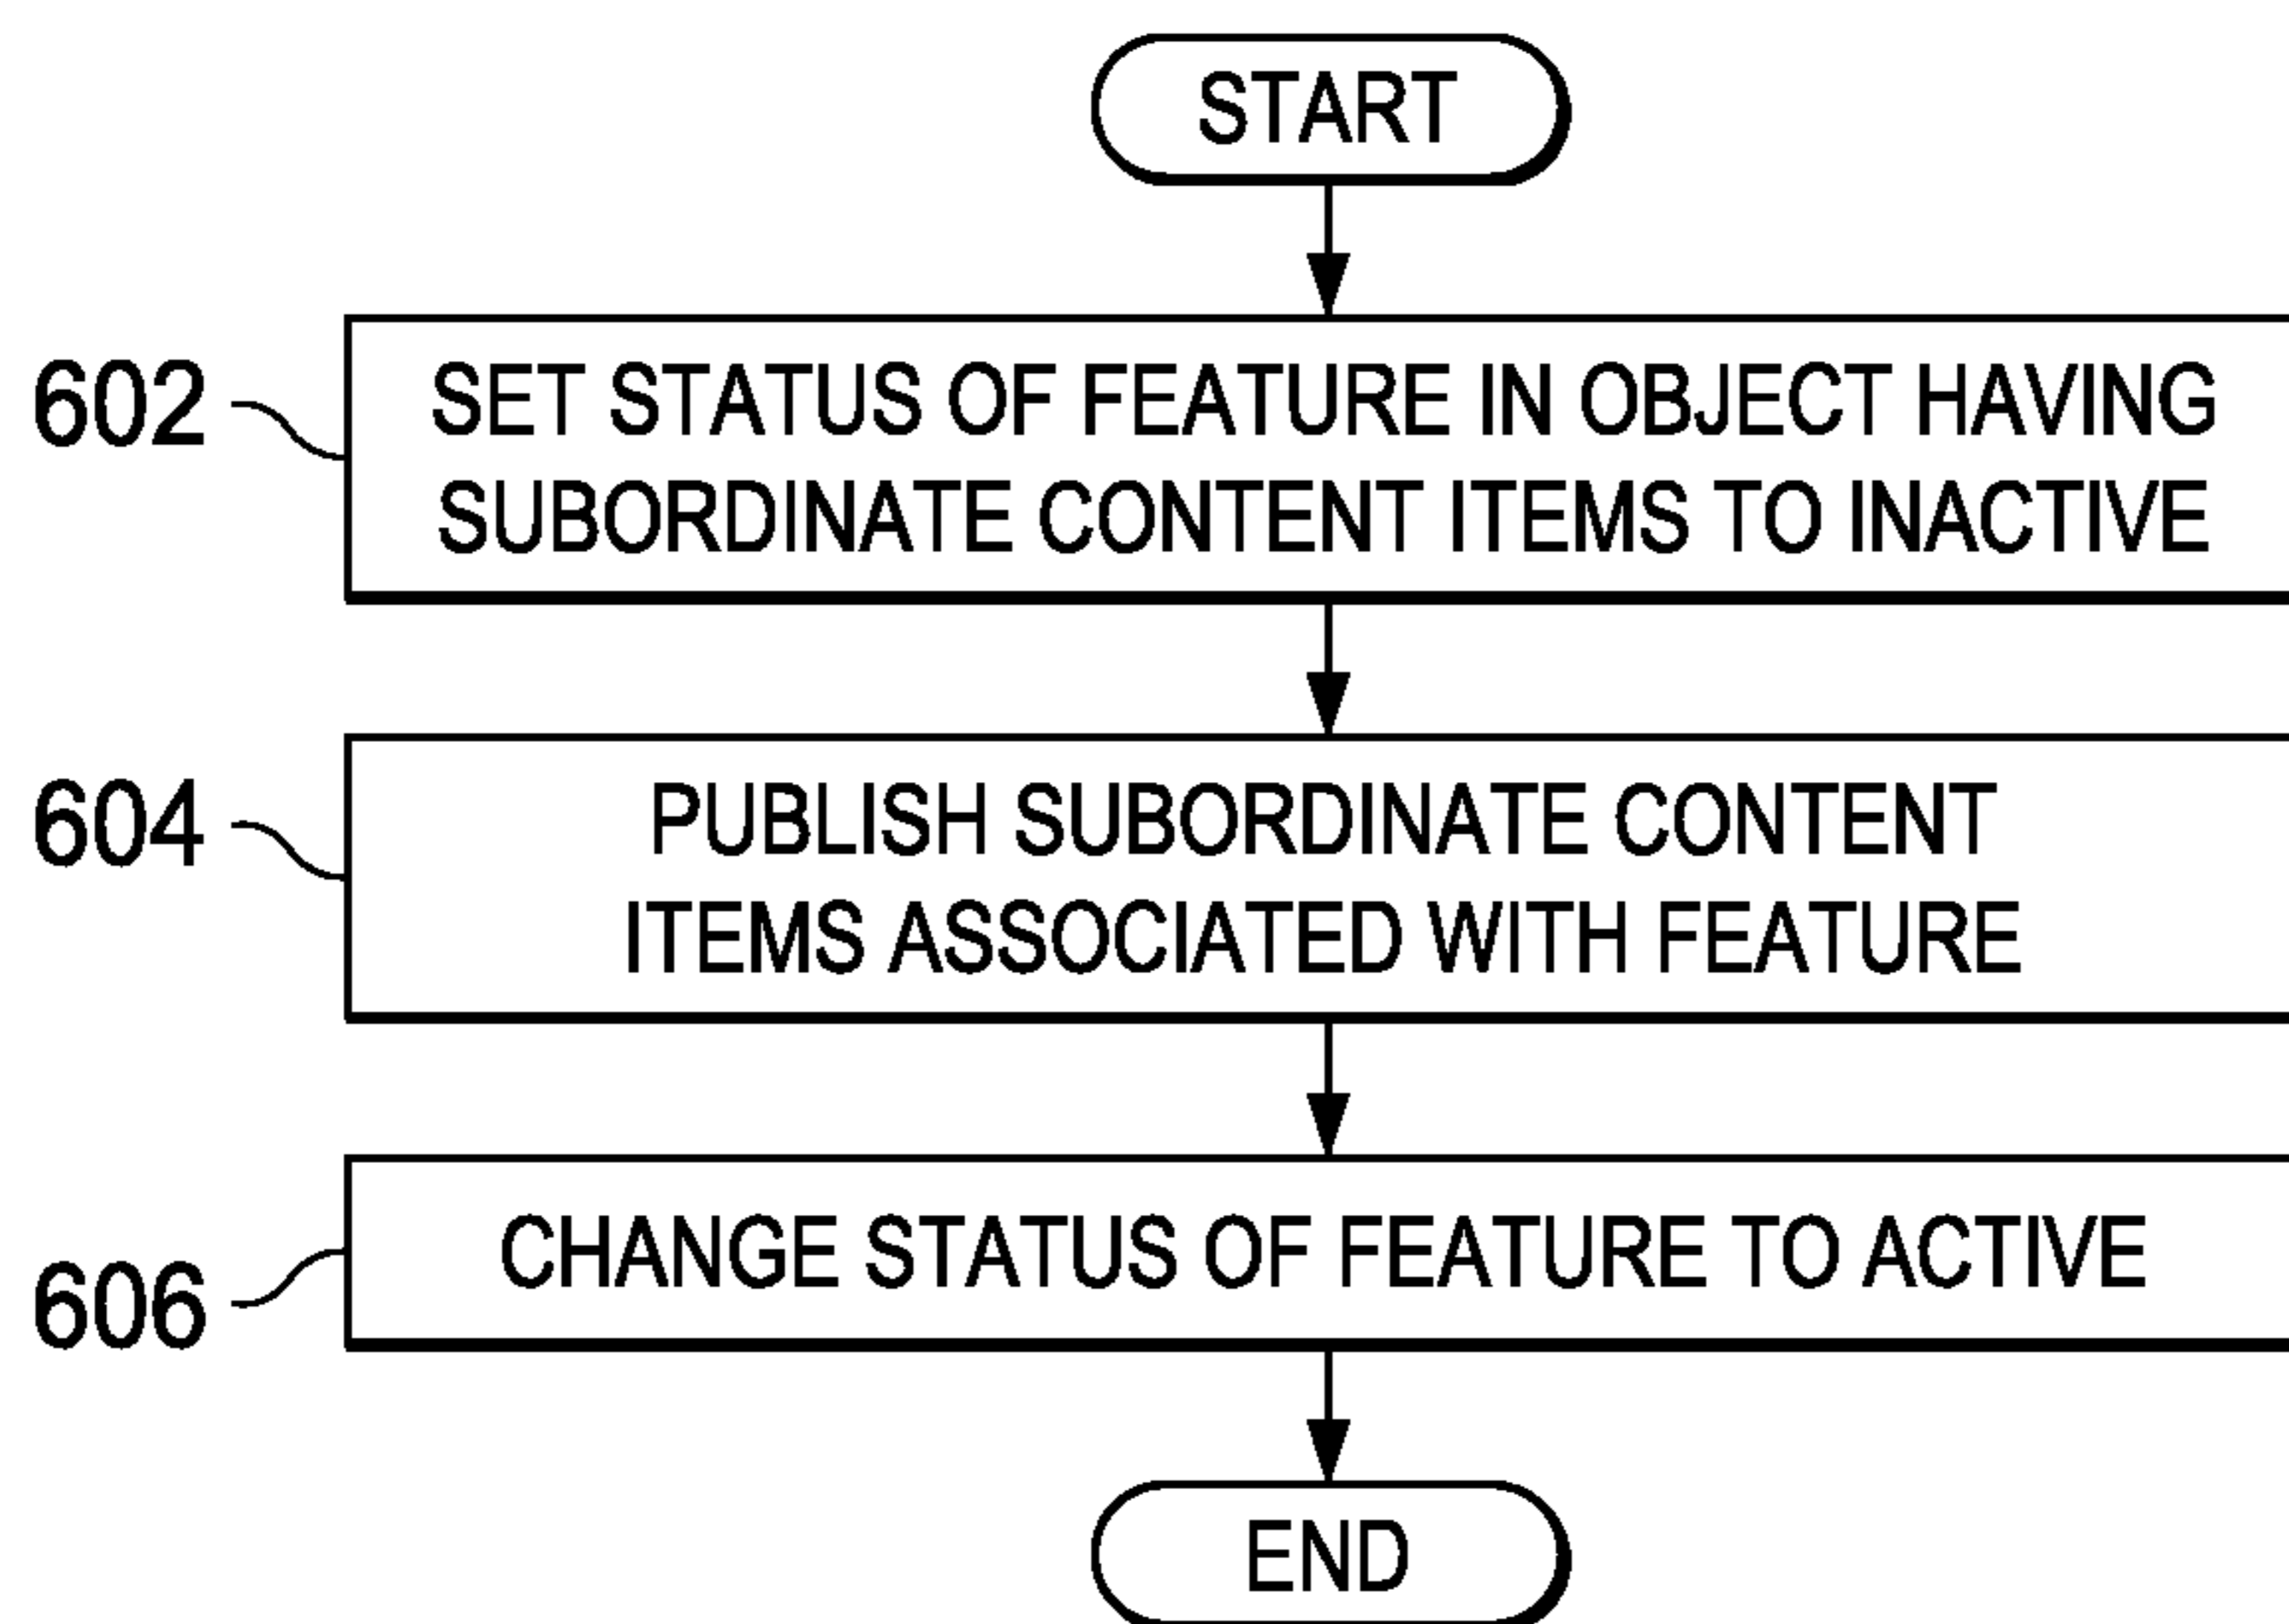 START
602
SET STATUS OF FEATURE IN OBJECT HAVING
SUBORDINATE CONTENT ITEMS TO INACTIVE
604
PUBLISH SUBORDINATE CONTENT
ITEMS ASSOCIATED WITH FEATURE
606
CHANGE STATUS OF FEATURE TO ACTIVE
END